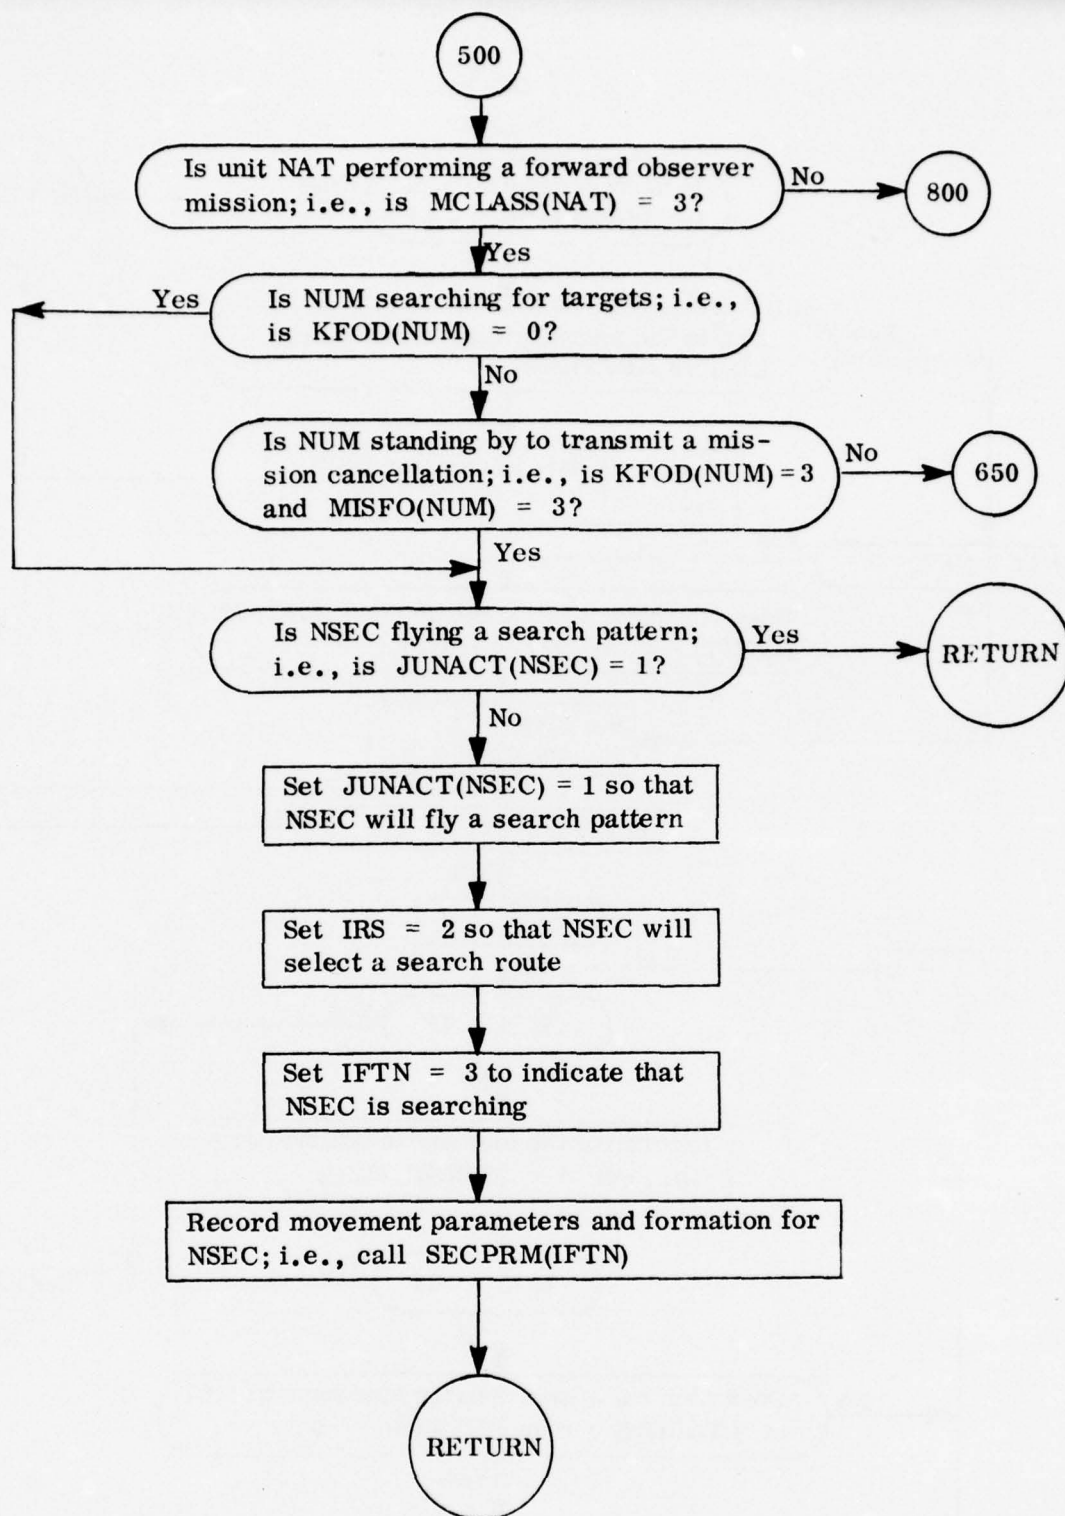 500
Is unit NAT performing a forward observer
mission; i.e., is MCLASS(NAT) = 3?
No
800
Yes
Yes
Is NUM searching for targets; i.e.,
is KFOD(NUM) = 0?
No
Is NUM standing by to transmit a mis-
sion cancellation; i.e., is KFOD(NUM) = 3
and MISFO(NUM) = 3?
No
650
Yes
Is NSEC flying a search pattern;
i.e., is JUNACT(NSEC) = 1?
Yes
RETURN
No
Set JUNACT(NSEC) = 1 so that
NSEC will fly a search pattern
Set IRS = 2 so that NSEC will
select a search route
Set IFTN = 3 to indicate that
NSEC is searching
Record movement parameters and formation for
NSEC; i.e., call SECPRM(IFTN)
RETURN